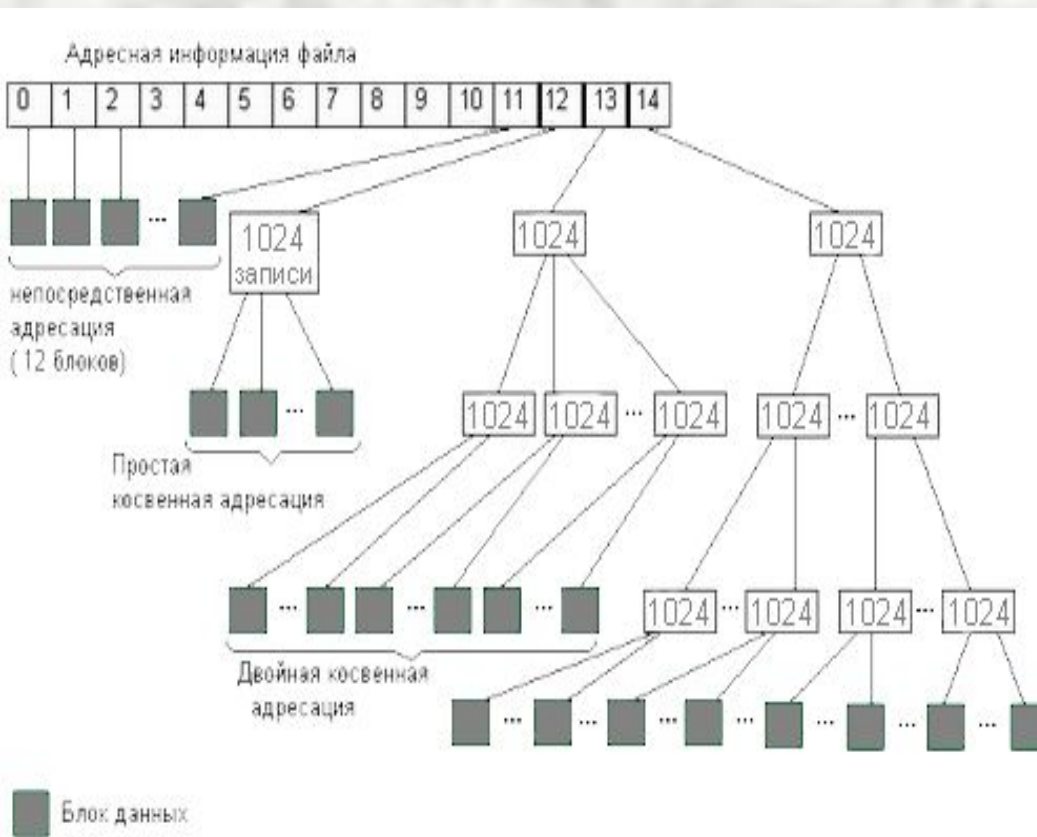 Адресная информация файла
0 1 2 3 4 5 6 7 8 9 10 11 12 13 14
...
1024
записи
1024
1024
непосредственная
адресация
( 12 блоков)
...
1024 1024 ... 1024 1024 ... 1024
Простая
косвенная адресация
... ... ... 1024 ... 1024 1024 ... 1024
Двойная косвенная
адресация
... ... ... ... ... ... ...
Блок данных